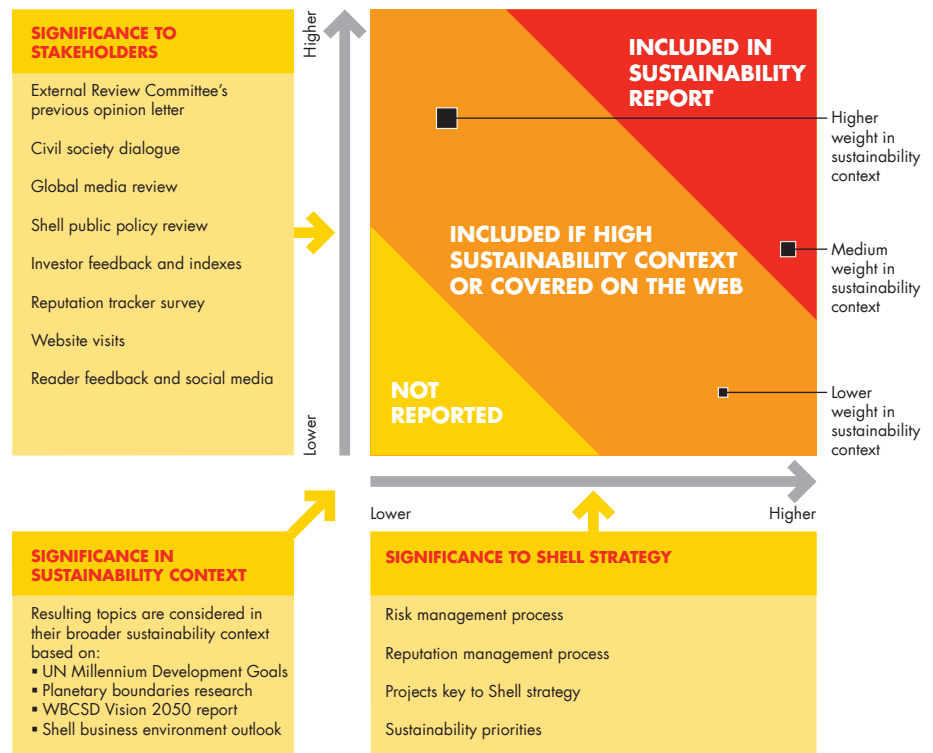 SIGNIFICANCE TO
STAKEHOLDERS
External Review Committee's
previous opinion letter
Civil society dialogue
Global media review
Shell public policy review
Investor feedback and indexes
Reputation tracker survey
Website visits
Reader feedback and social media
Higher
Lower
INCLUDED IN
SUSTAINABILITY
REPORT
INCLUDED IF HIGH
SUSTAINABILITY CONTEXT
OR COVERED ON THE WEB
NOT
REPORTED
Higher
weight in
sustainability
context
Medium
weight in
sustainability
context
Lower
weight in
sustainability
context
Lower
Higher
SIGNIFICANCE IN
SUSTAINABILITY CONTEXT
Resulting topics are considered in
their broader sustainability context
based on:
▪ UN Millennium Development Goals
▪ Planetary boundaries research
▪ WBCSD Vision 2050 report
▪ Shell business environment outlook
SIGNIFICANCE TO SHELL STRATEGY
Risk management process
Reputation management process
Projects key to Shell strategy
Sustainability priorities